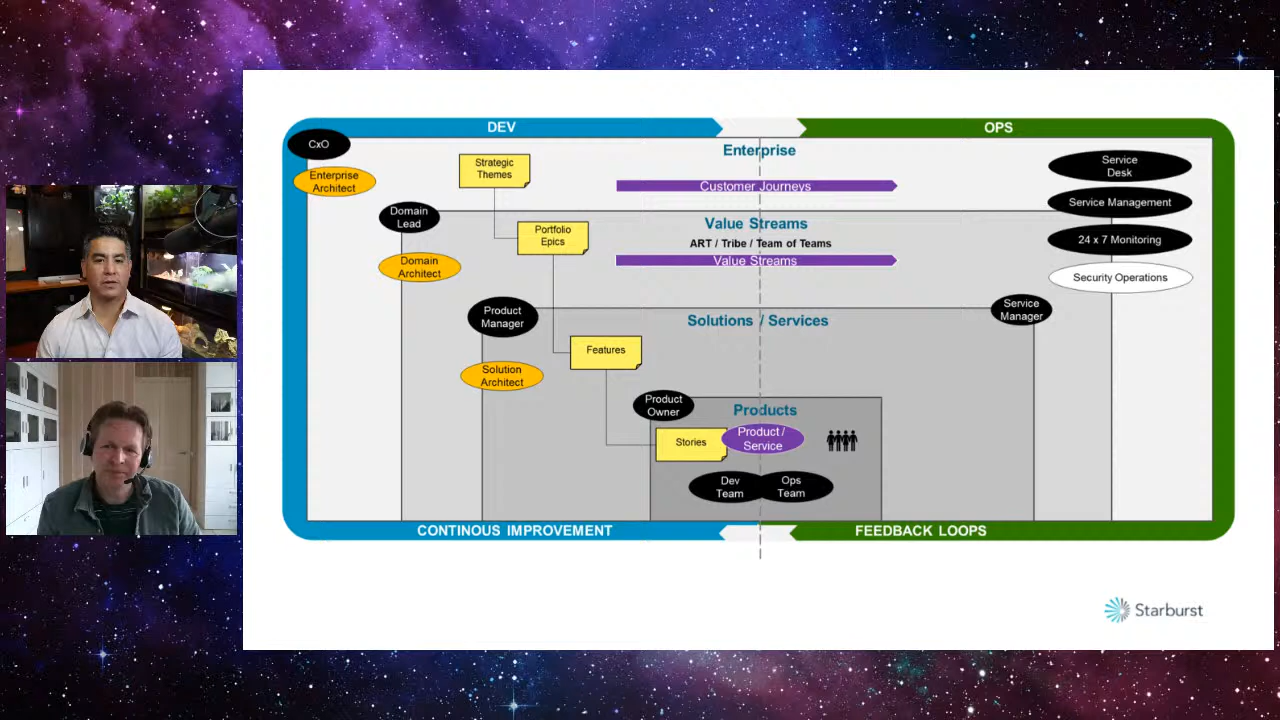 DEV
OPS
CxO
Enterprise
Architect
Strategic
Themes
Enterprise
Customer Journeys
Service
Desk
Service Management
Domain
Lead
Domain
Architect
Portfolio
Epics
Value Streams
ART / Tribe / Team of Teams
Value Streams
24 x 7 Monitoring
Security Operations
Product
Manager
Solution
Architect
Features
Solutions / Services
Service
Manager
Product
Owner
Stories
Products
Product /
Service
Dev
Team
Ops
Team
CONTINOUS IMPROVEMENT
FEEDBACK LOOPS
Starburst